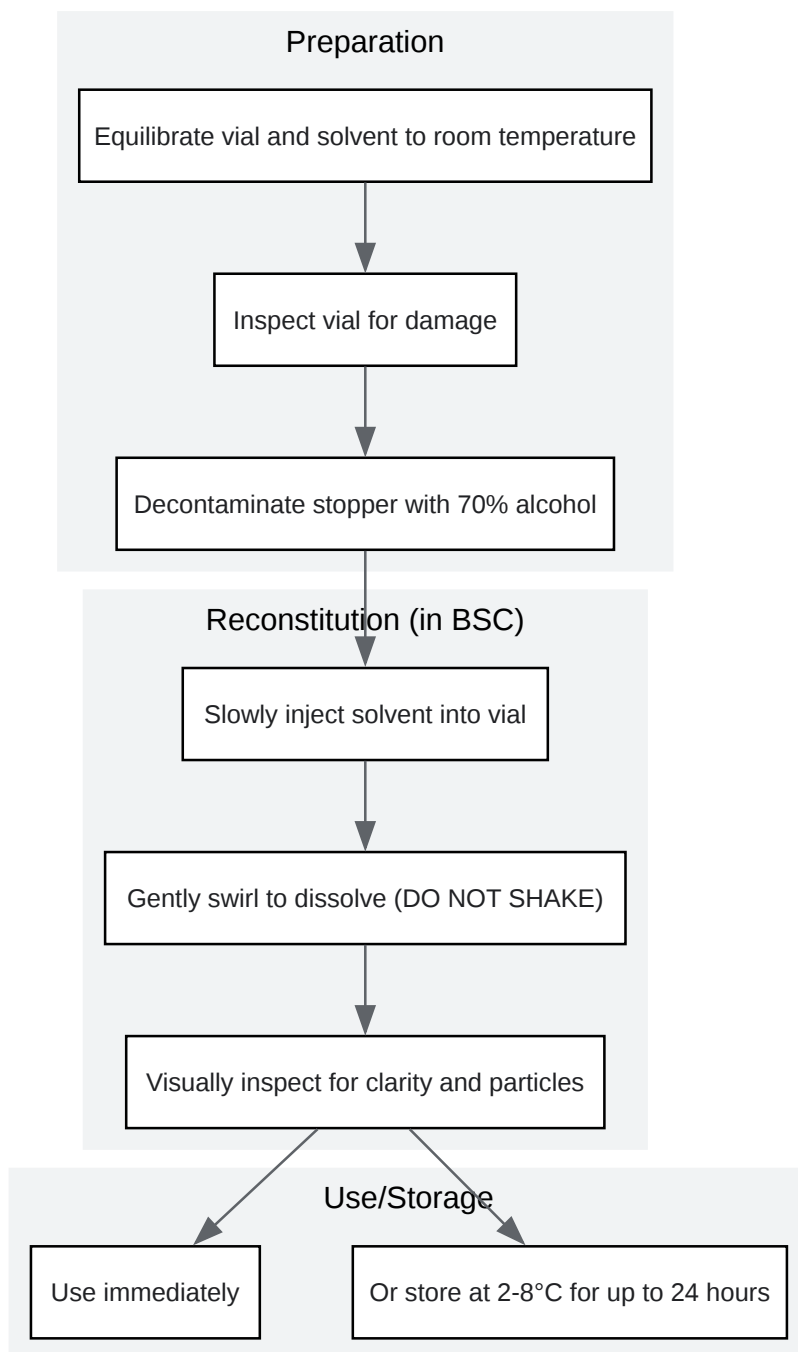 Preparation
Equilibrate vial and solvent to room temperature
Inspect vial for damage
Decontaminate stopper with 70% alcohol
Reconstitution (in BSC)
Slowly inject solvent into vial
Gently swirl to dissolve (DO NOT SHAKE)
Visually inspect for clarity and particles
Use/Storage
Use immediately
Or store at 2-8°C for up to 24 hours